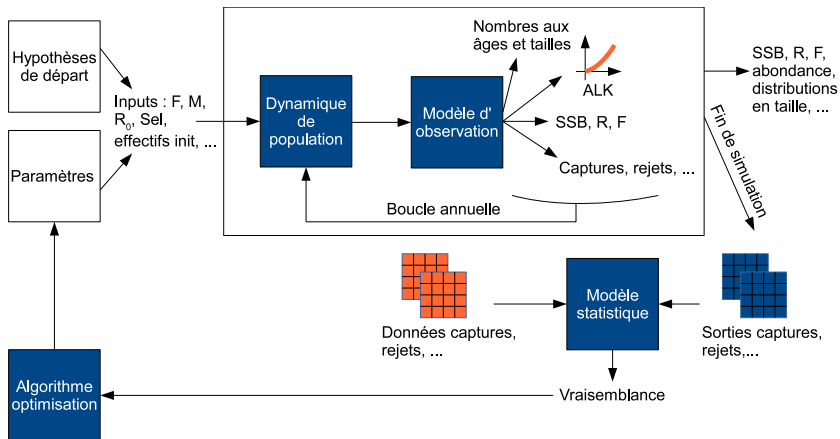 Hypothèses
de départ
Inputs : F, M,
R0, Sel,
effectifs init, ...
Paramètres
Dynamique
de
population
Modèle d'
observation
Nombres aux
âges et tailles
ALK
SSB, R, F
Captures, rejets, ...
Boucle annuelle
SSB, R, F,
abondance,
distributions
en taille, ...
Fin de simulation
Données captures,
rejets, ...
Modèle
statistique
Sorties captures,
rejets,...
Vraisemblance
Algorithme
optimisation